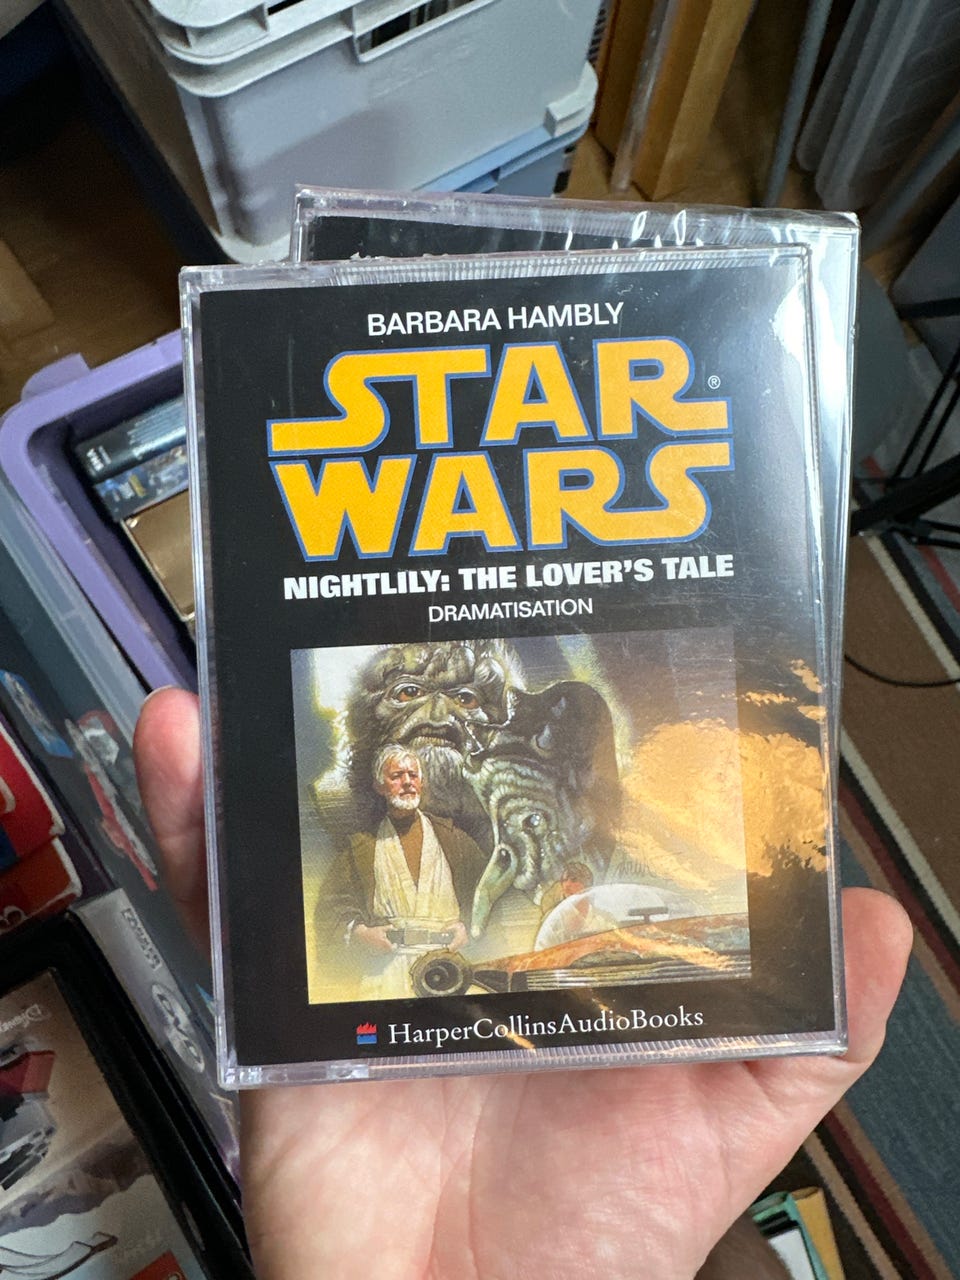 BARBARA HAMBLY
STAR
WARS®
NIGHTLILY: THE LOVER'S TALE
DRAMATISATION
HarperCollinsAudioBooks